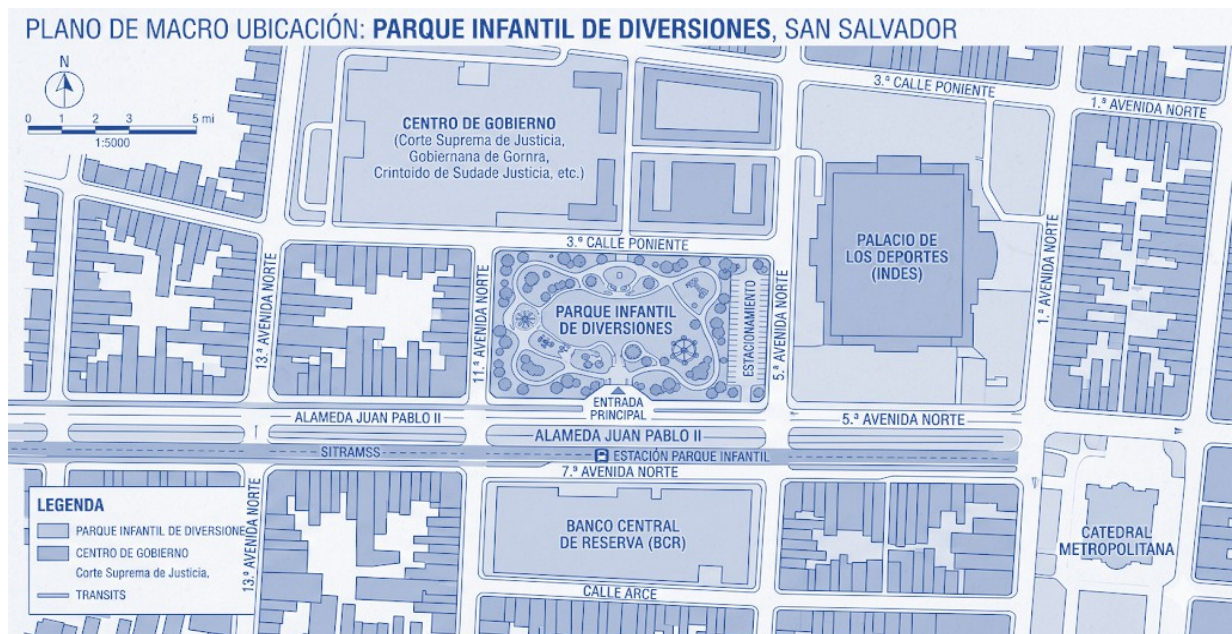 PLANO DE MACRO UBICACIÓN: PARQUE INFANTIL DE DIVERSIONES, SAN SALVADOR
N
0 1 2 3 5 mi
1:5000
CENTRO DE GOBIERNO
(Corte Suprema de Justicia,
Gobernana de Gornra,
Crintoido de Sudade Justicia, etc.)
3.ª CALLE PONIENTE
1.ª AVENIDA NORTE
3.ª CALLE PONIENTE
PALACIO DE
LOS DEPORTES
(INDES)
1.ª AVENIDA NORTE
13.ª AVENIDA NORTE
11.ª AVENIDA NORTE
PARQUE INFANTIL
DE DIVERSIONES
ESTACIONAMIENTO
5.ª AVENIDA NORTE
ENTRADA
PRINCIPAL
ALAMEDA JUAN PABLO II
5.ª AVENIDA NORTE
ALAMEDA JUAN PABLO II
SITRAMSS
ESTACIÓN PARQUE INFANTIL
7.ª AVENIDA NORTE
13.ª AVENIDA NORTE
BANCO CENTRAL
DE RESERVA (BCR)
CATEDRAL
METROPOLITANA
CALLE ARCE
LEGENDA
PARQUE INFANTIL DE DIVERSIONE
CENTRO DE GOBIERNO
Corte Suprema de Justicia,
TRANSITS